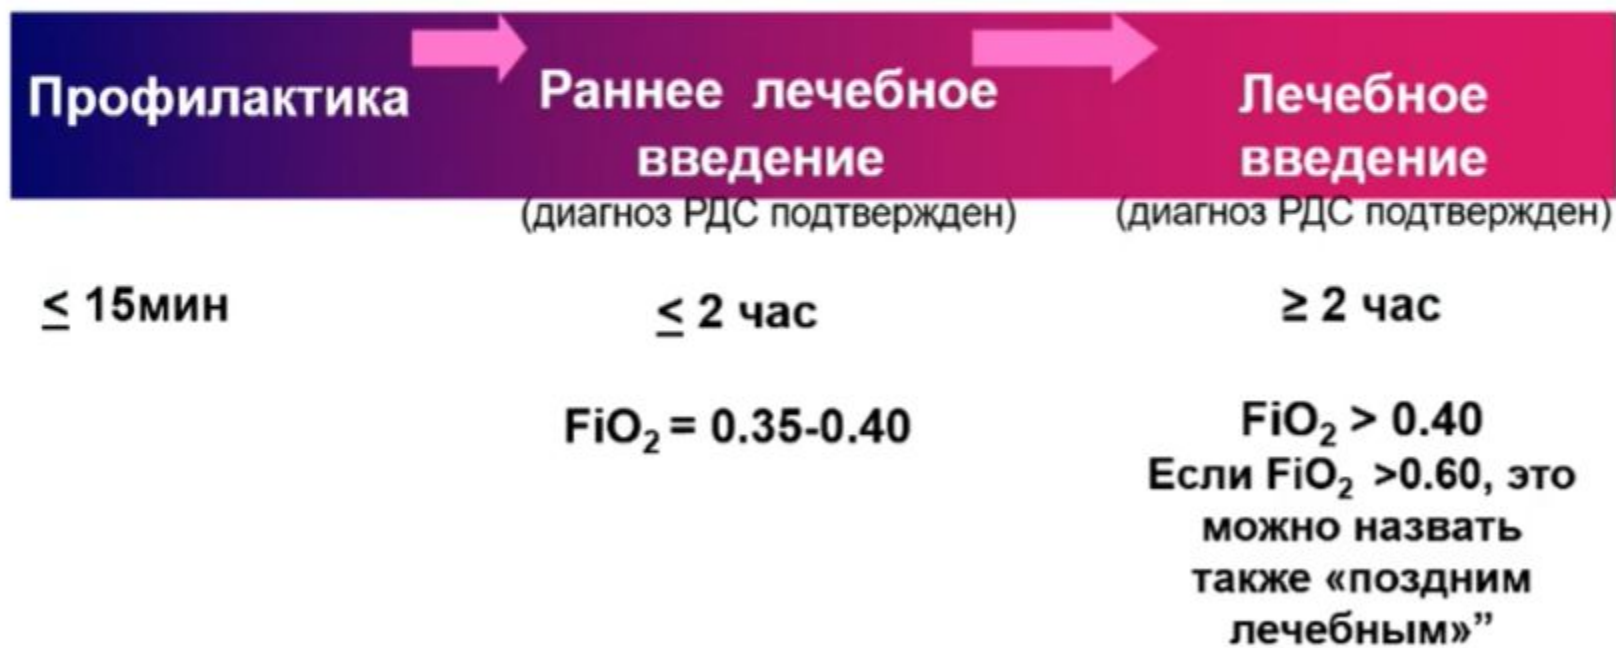 Профилактика
Раннее лечебное
введение
(диагноз РДС подтвержден)
Лечебное
введение
(диагноз РДС подтвержден)
≤ 15мин
≤ 2 час
≥ 2 час
FiO₂ = 0.35-0.40
FiO₂ > 0.40
Если FiO₂ >0.60, это
можно назвать
также «поздним
лечебным»”